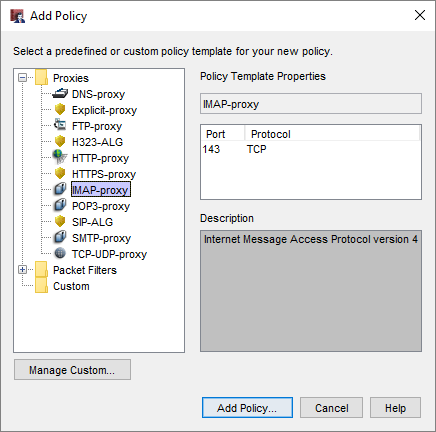 Add Policy
Select a predefined or custom policy template for your new policy.
Proxies
DNS-proxy
Explicit-proxy
FTP-proxy
H323-ALG
HTTP-proxy
HTTPS-proxy
IMAP-proxy
POP3-proxy
SIP-ALG
SMTP-proxy
TCP-UDP-proxy
Packet Filters
Custom
Manage Custom...
Policy Template Properties
IMAP-proxy
Port Protocol
143 TCP
Description
Internet Message Access Protocol version 4
Add Policy...
Cancel
Help